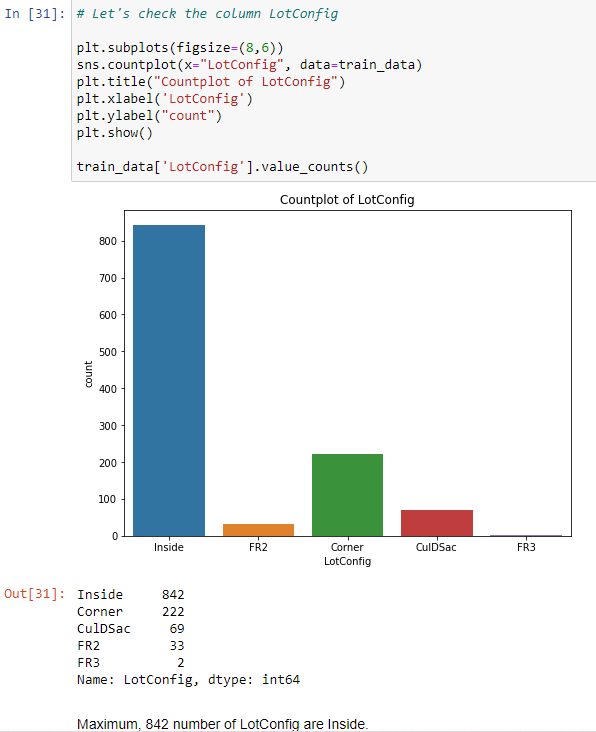 In [31]: # Let's check the column LotConfig
plt.subplots(figsize=(8,6))
sns.countplot(x="LotConfig", data=train_data)
plt.title("Countplot of LotConfig")
plt.xlabel('LotConfig')
plt.ylabel("count")
plt.show()
train_data['LotConfig'].value_counts()
Countplot of LotConfig
800
700
600
500
400
300
200
100
0
count
Inside FR2 Corner CulDSac FR3
LotConfig
Out[31]: Inside 842
Corner 222
CulDSac 69
FR2 33
FR3 2
Name: LotConfig, dtype: int64
Maximum, 842 number of LotConfig are Inside.